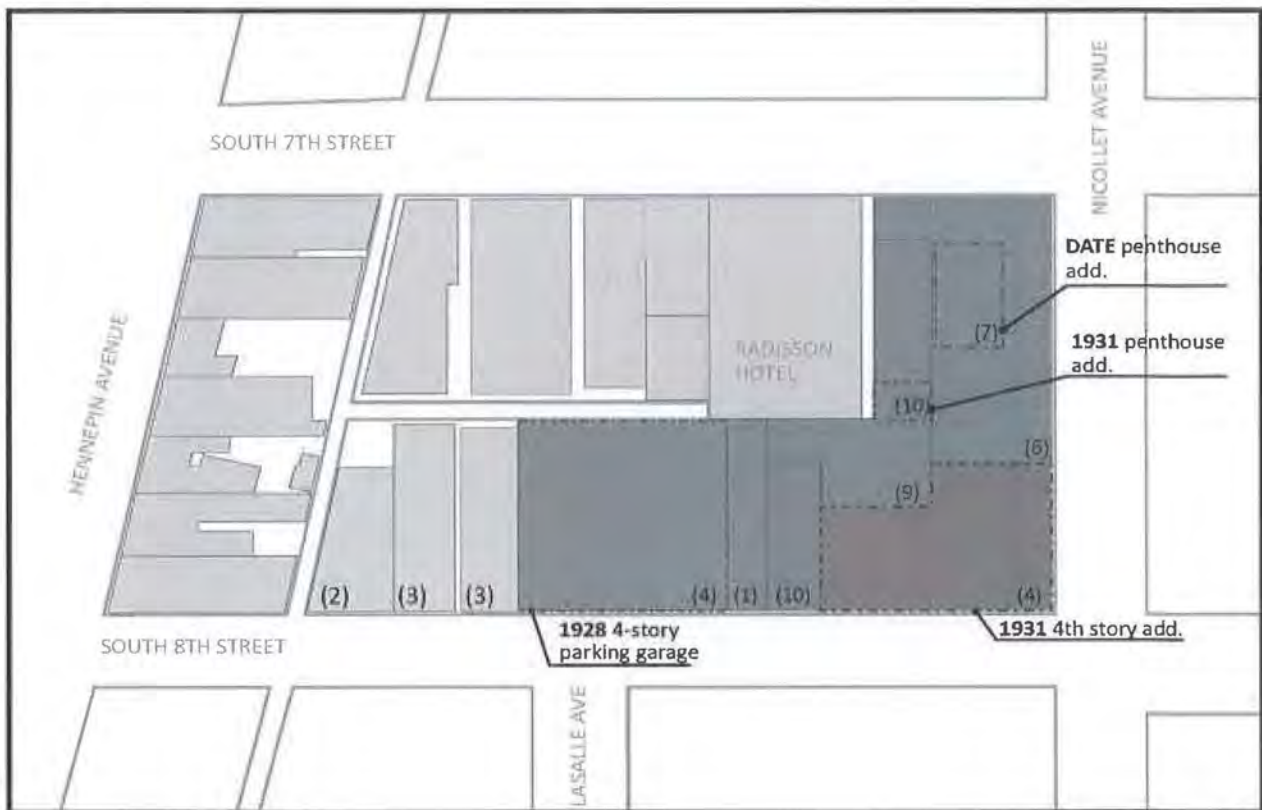 SOUTH 7TH STREET
NICOLLET AVENUE
DATE penthouse
add.
(7)
1931 penthouse
add.
HENNEPIN AVENUE
RADISSON
HOTEL
(10)
(6)
(9)
(2)
(3)
(3)
(4)
(1)
(10)
(4)
1928 4-story
parking garage
1931 4th story add.
SOUTH 8TH STREET
LASALLE AVE